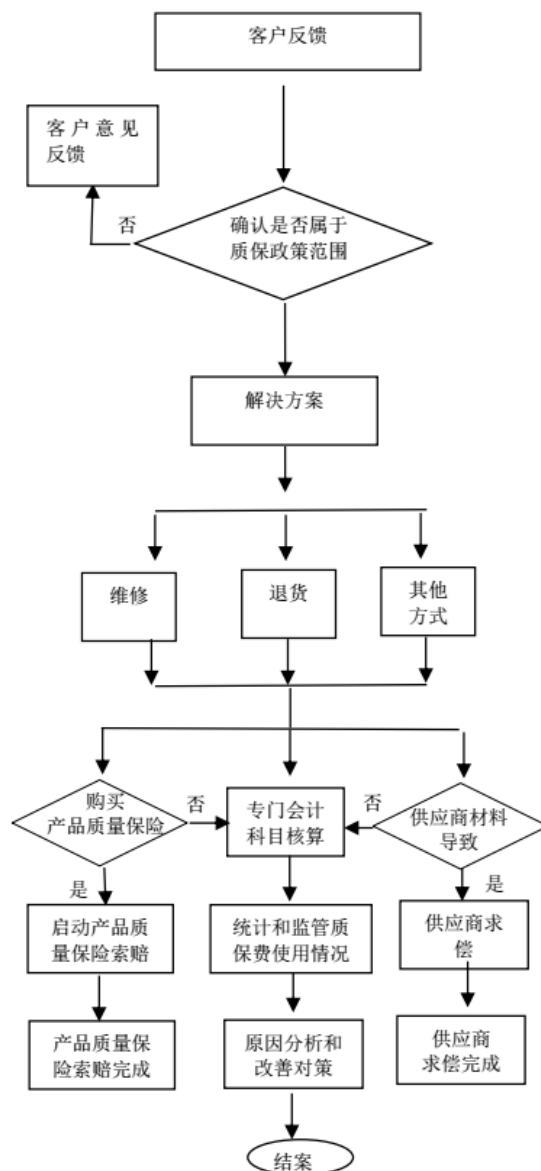 客户反馈
客户意见
反馈
否
确认是否属于
质保政策范围
解决方案
维修
退货
其他
方式
购买
产品质量保险
否
专门会计
科目核算
否
供应商材料
导致
是
是
启动产品质
量保险索赔
统计和监管质
保费使用情况
供应商求
偿
产品质量保
险索赔完成
原因分析和
改善对策
供应商
求偿完成
结案